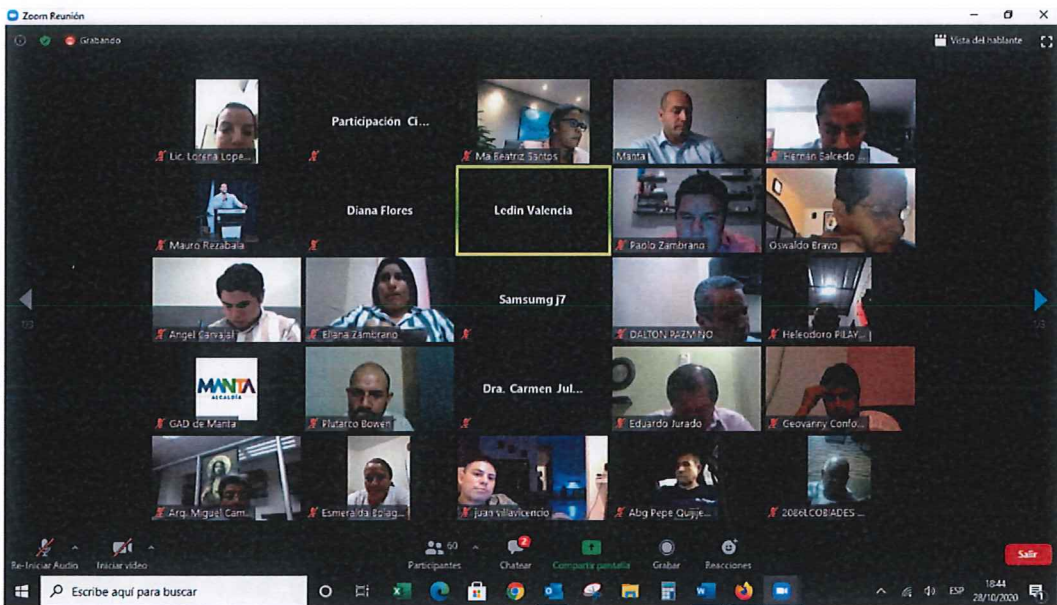 Zoom Reunión
Grabando
Vista del hablante
Lic. Lorena Lope...
Participación Ci...
Ma Beatriz Santos
Manta
Hernán Salcedo ...
Mauro Rezabala
Diana Flores
Ledin Valencia
Paolo Zambrano
Oswaldo Bravo
Angel Carvajal
Eliana Zambrano
Samsumg j7
DALTON PAZMIÑO
Heleodoro PILAY...
MANTA
ALCALDÍA
GAD de Manta
Plutarco Bowen
Dra. Carmen Jul...
Eduardo Jurado
Geovanny Confo...
Arq. Miguel Cam...
Esmeralda Bolag...
juan villavicencio
Abg Pepe Quijje...
2086LCOBIADES ...
Re-Iniciar Audio
Iniciar video
60
Participantes
2
Chatear
Compartir pantalla
Grabar
Reacciones
Salir
Escribe aquí para buscar
ESP
18:44
28/10/2020